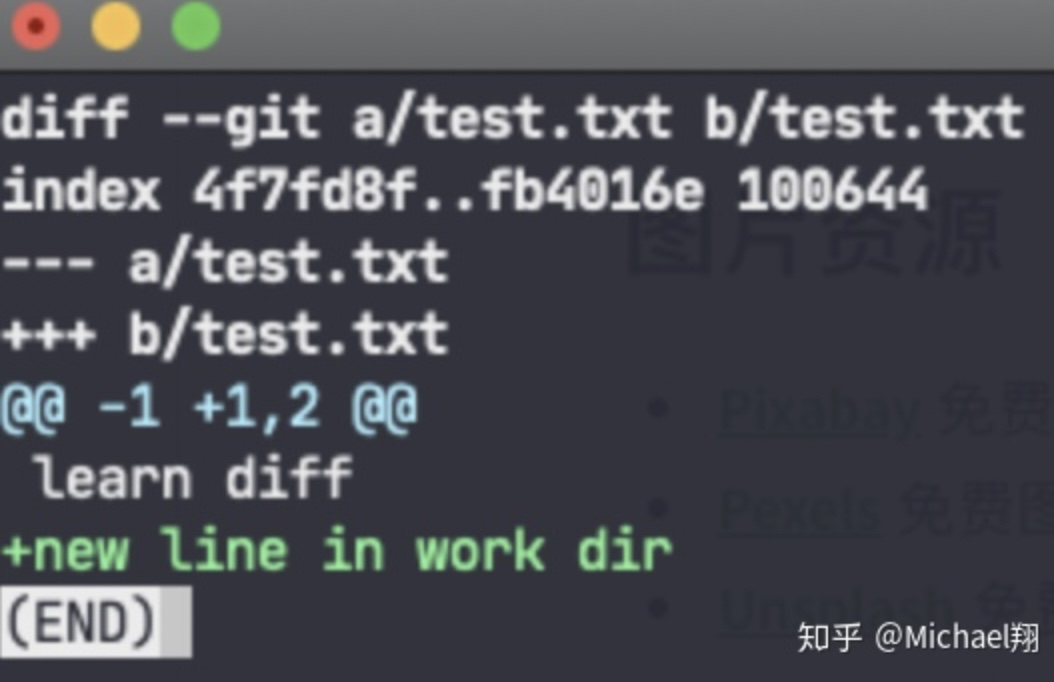 diff --git a/test.txt b/test.txt
index 4f7fd8f..fb4016e 100644
--- a/test.txt
+++ b/test.txt
@@ -1 +1,2 @@
 learn diff
+new line in work dir
(END)
图片资源
• Pixabay 免费
• Pexels 免费图
• Unsplash 免费
知乎 @Michael翔